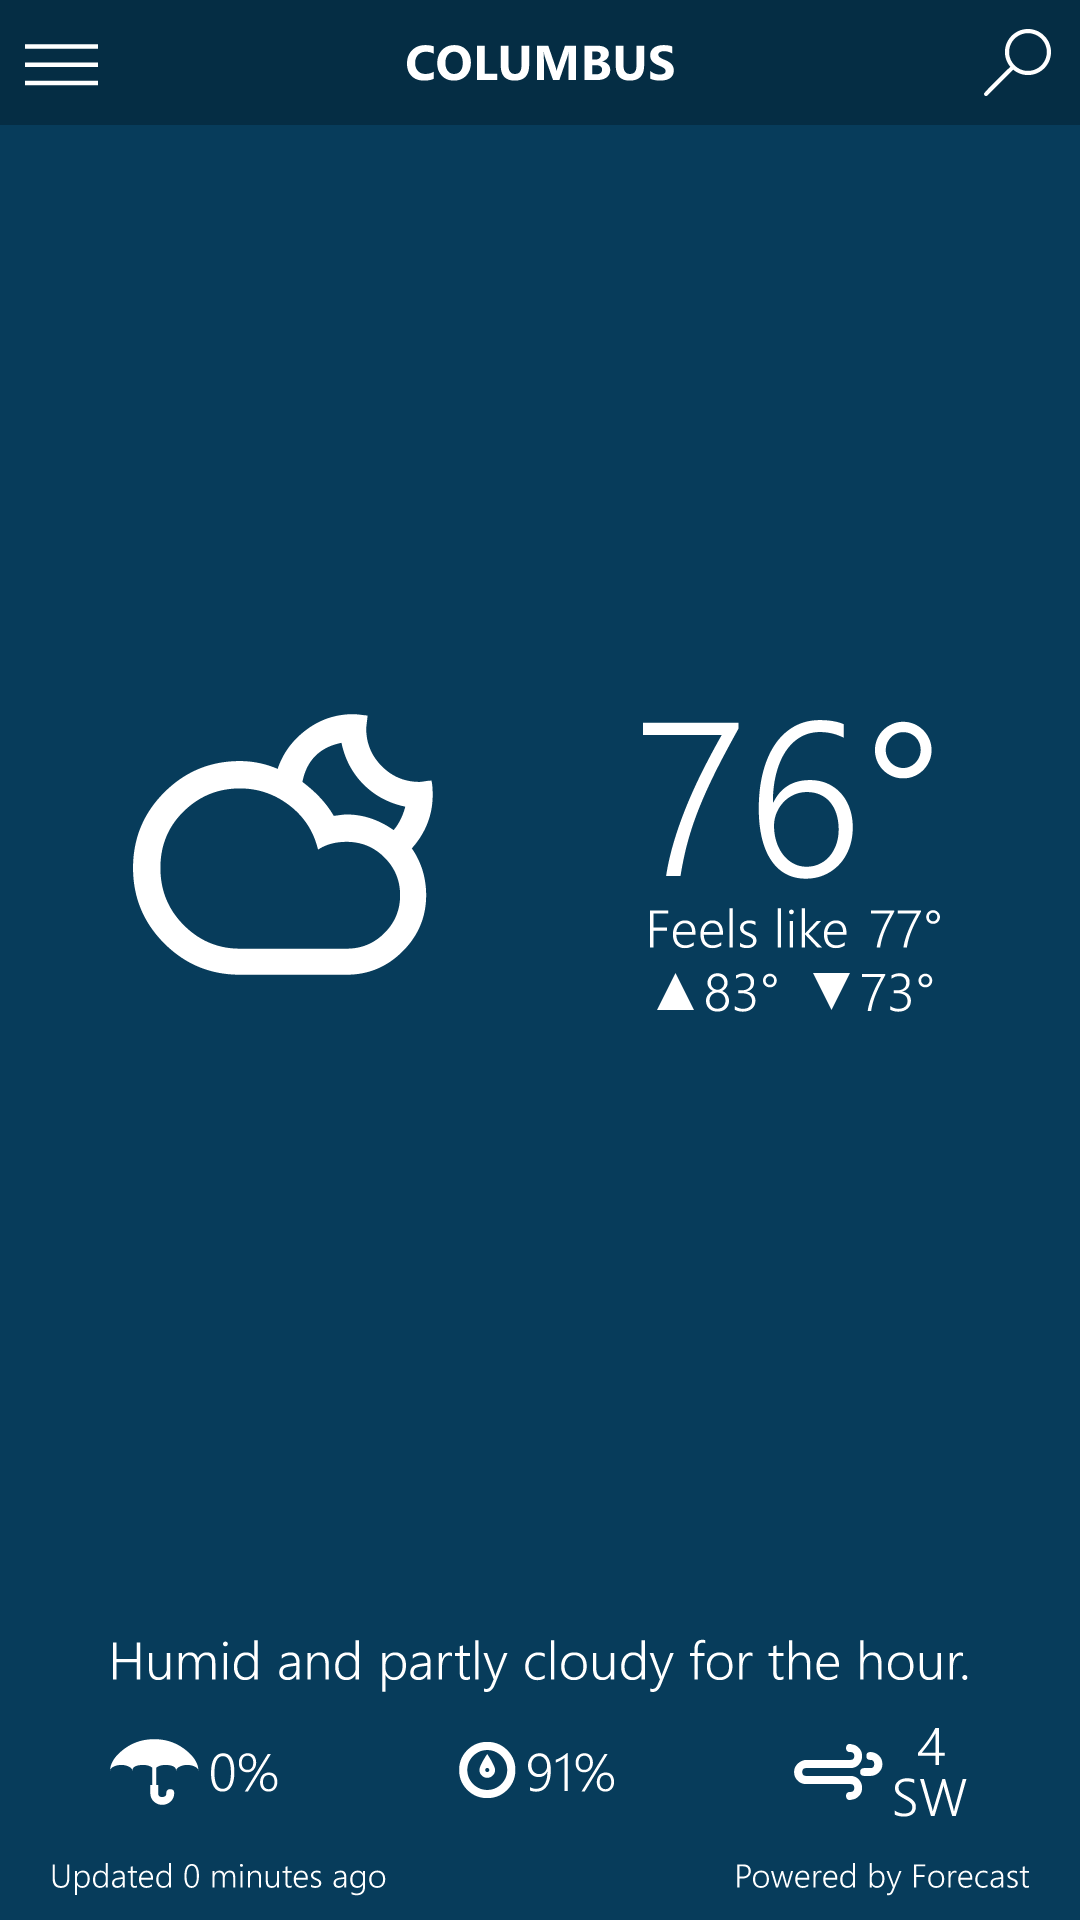 COLUMBUS
76°
Feels like 77°
▲83° ▼73°
Humid and partly cloudy for the hour.
0% 91% 4 SW
Updated 0 minutes ago Powered by Forecast